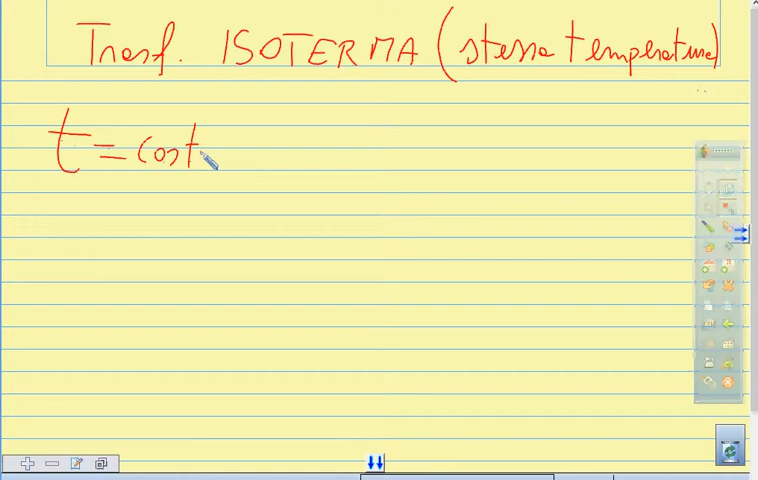 Trasf. ISOTERMA (stessa temperatura)
t = cost